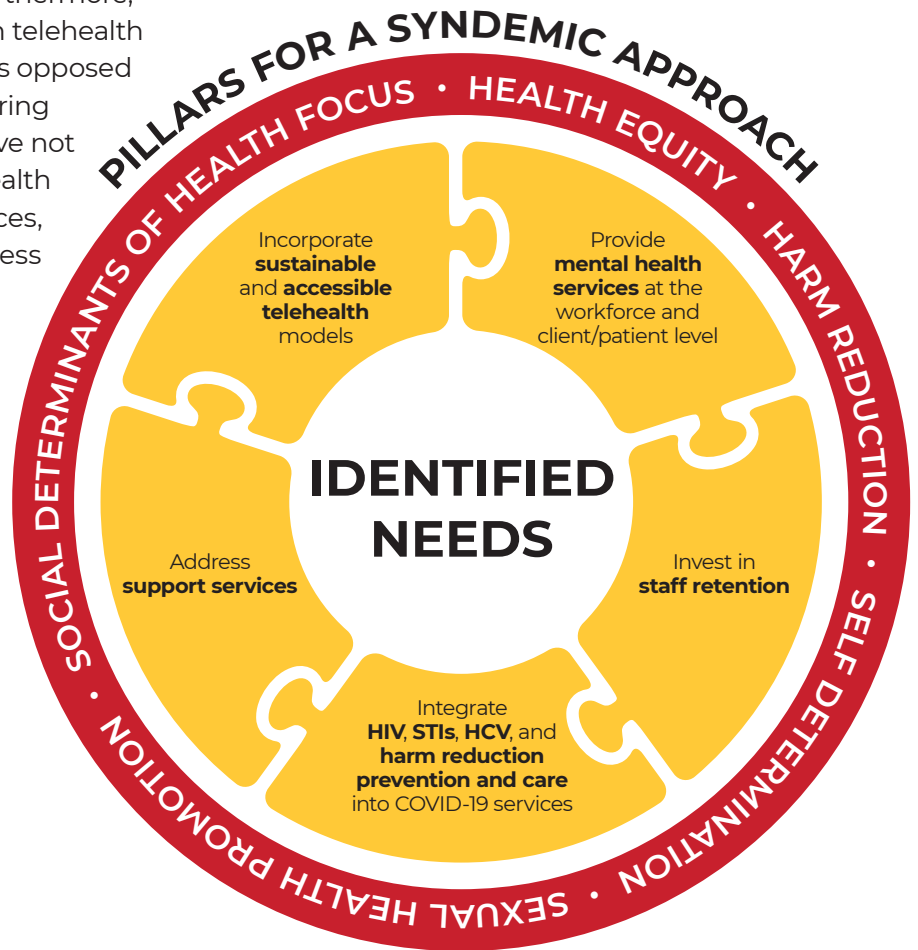 thermore,
telehealth
s opposed
ring
ve not
ealth
ces,
ess
PILLARS FOR A SYNDEMIC APPROACH
SOCIAL DETERMINANTS OF HEALTH FOCUS • HEALTH EQUITY • HARM REDUCTION • SELF DETERMINATION • SEXUAL HEALTH PROMOTION •
Incorporate
sustainable
and accessible
telehealth
models
Provide
mental health
services at the
workforce and
client/patient level
IDENTIFIED
NEEDS
Address
support services
Invest in
staff retention
Integrate
HIV, STIs, HCV, and
harm reduction
prevention and care
into COVID-19 services